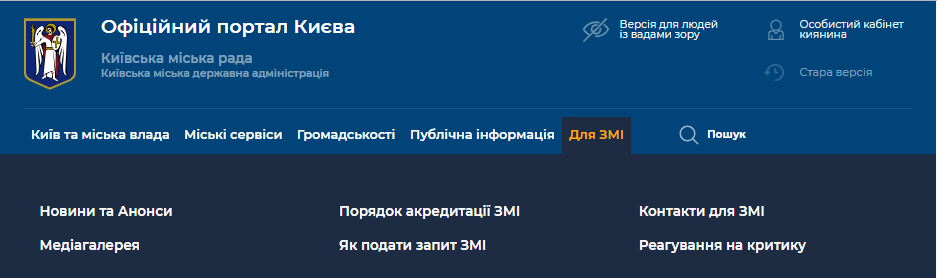 Офіційний портал Києва
Київська міська рада
Київська міська державна адміністрація
Версія для людей
із вадами зору
Особистий кабінет
киянина
Стара версія
Київ та міська влада Міські сервіси Громадськості Публічна інформація Для ЗМІ Пошук
Новини та Анонси Порядок акредитації ЗМІ Контакти для ЗМІ
Медіагалерея Як подати запит ЗМІ Реагування на критику